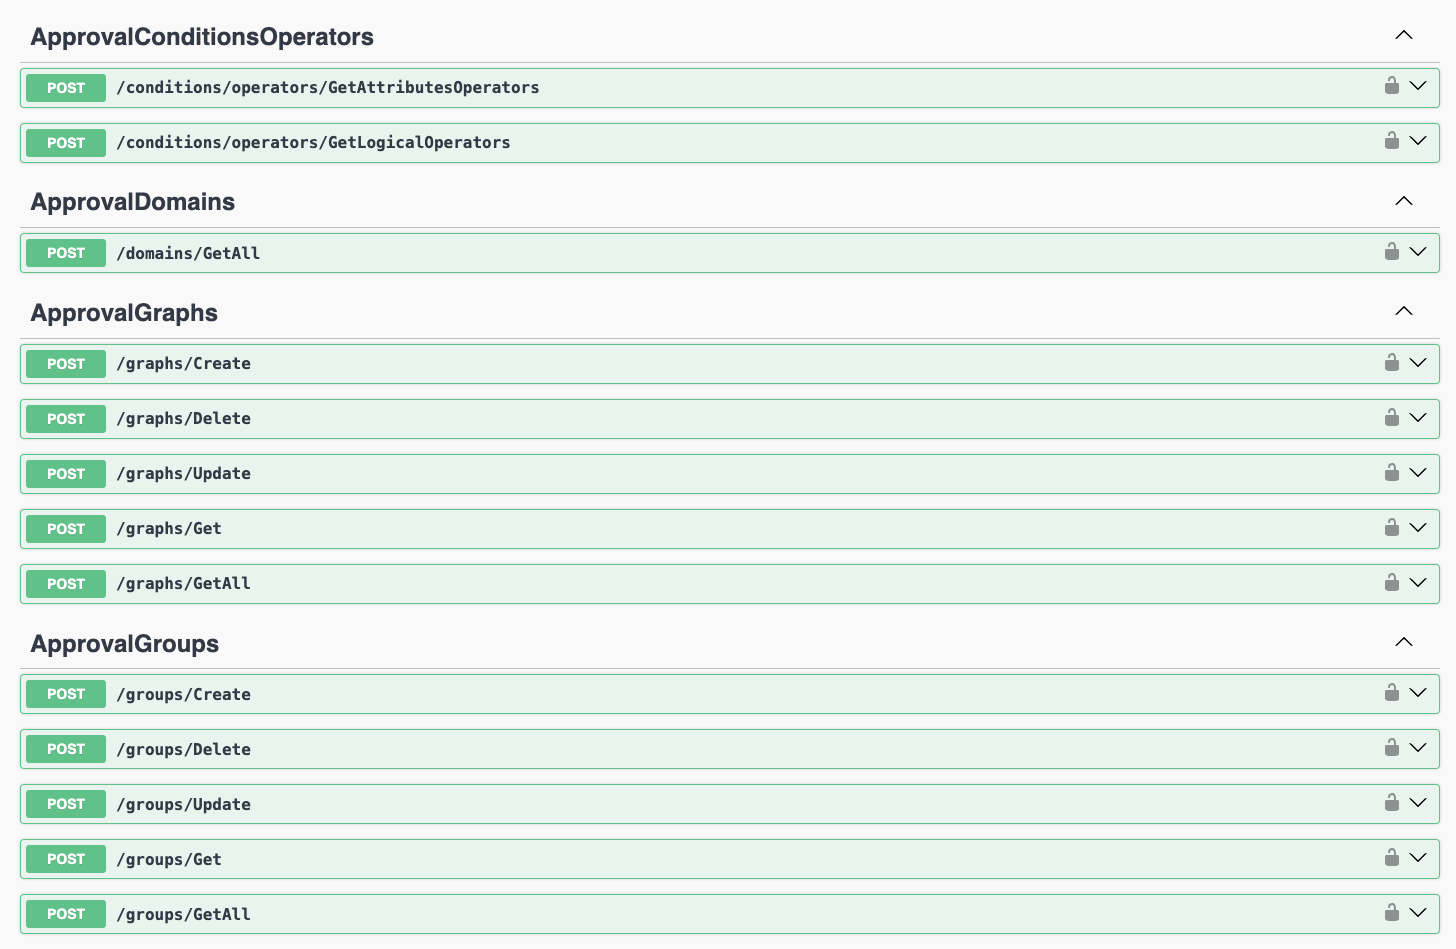 ApprovalConditionsOperators
POST /conditions/operators/GetAttributesOperators
POST /conditions/operators/GetLogicalOperators
ApprovalDomains
POST /domains/GetAll
ApprovalGraphs
POST /graphs/Create
POST /graphs/Delete
POST /graphs/Update
POST /graphs/Get
POST /graphs/GetAll
ApprovalGroups
POST /groups/Create
POST /groups/Delete
POST /groups/Update
POST /groups/Get
POST /groups/GetAll